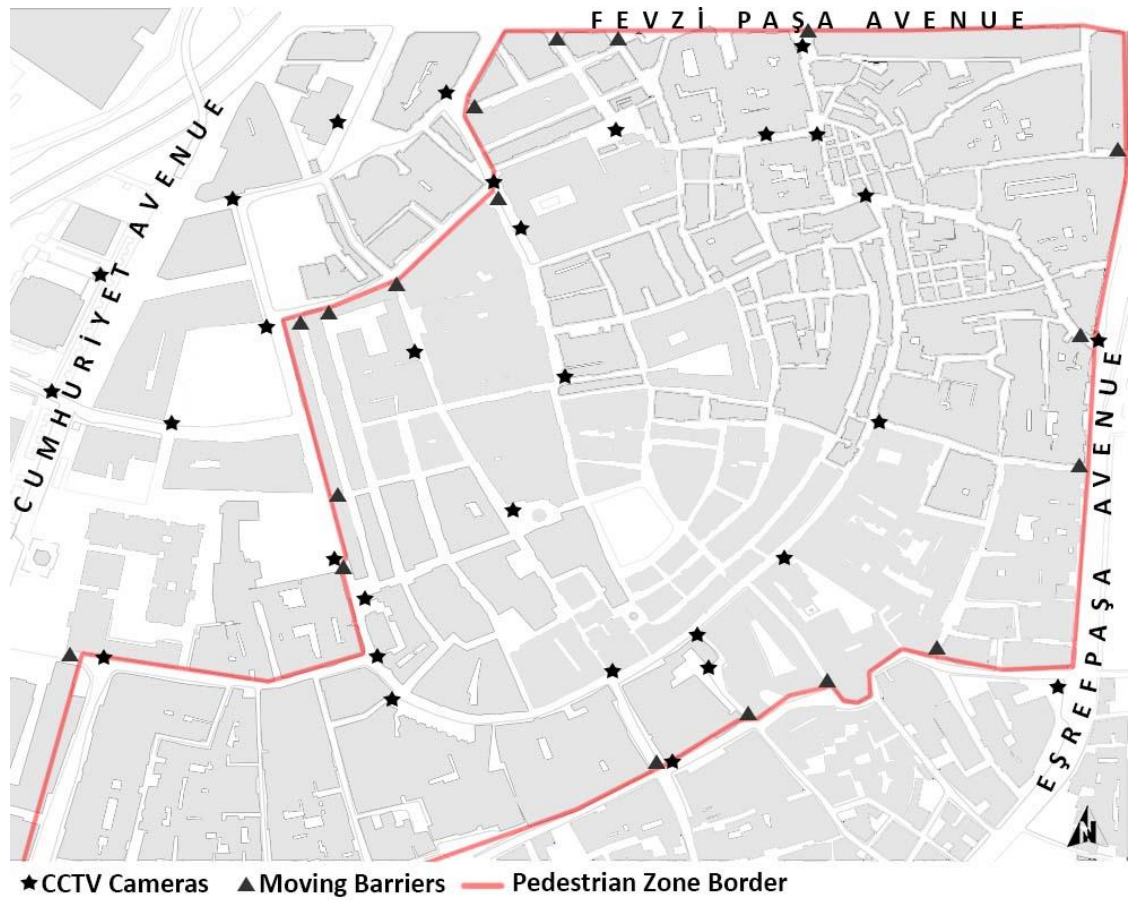 FEVZİ PAŞA AVENUE
CUMHURİYET AVENUE
EŞREFPAŞA AVENUE
N
CCTV Cameras Moving Barriers Pedestrian Zone Border